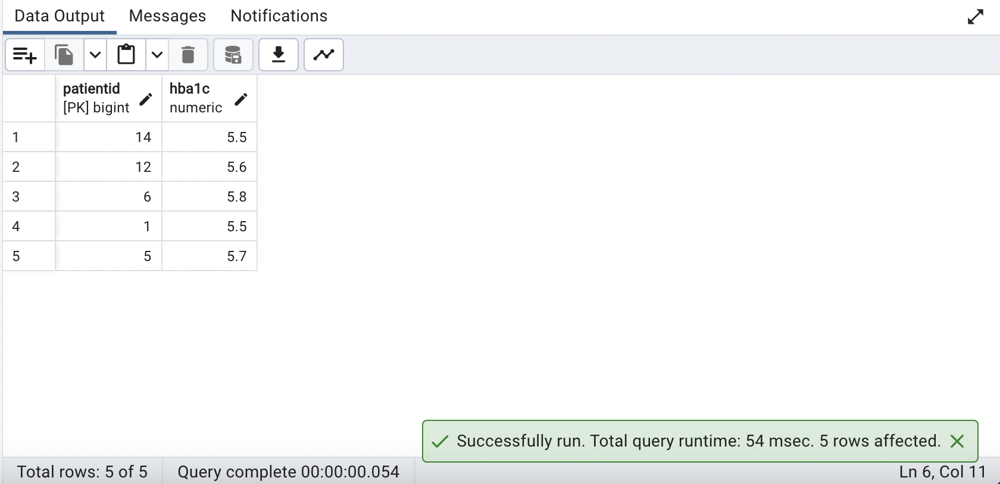 Data Output Messages Notifications
patientid hba1c
[PK] bigint numeric
1 14 5.5
2 12 5.6
3 6 5.8
4 1 5.5
5 5 5.7
Successfully run. Total query runtime: 54 msec. 5 rows affected.
Total rows: 5 of 5 Query complete 00:00:00.054 Ln 6, Col 11